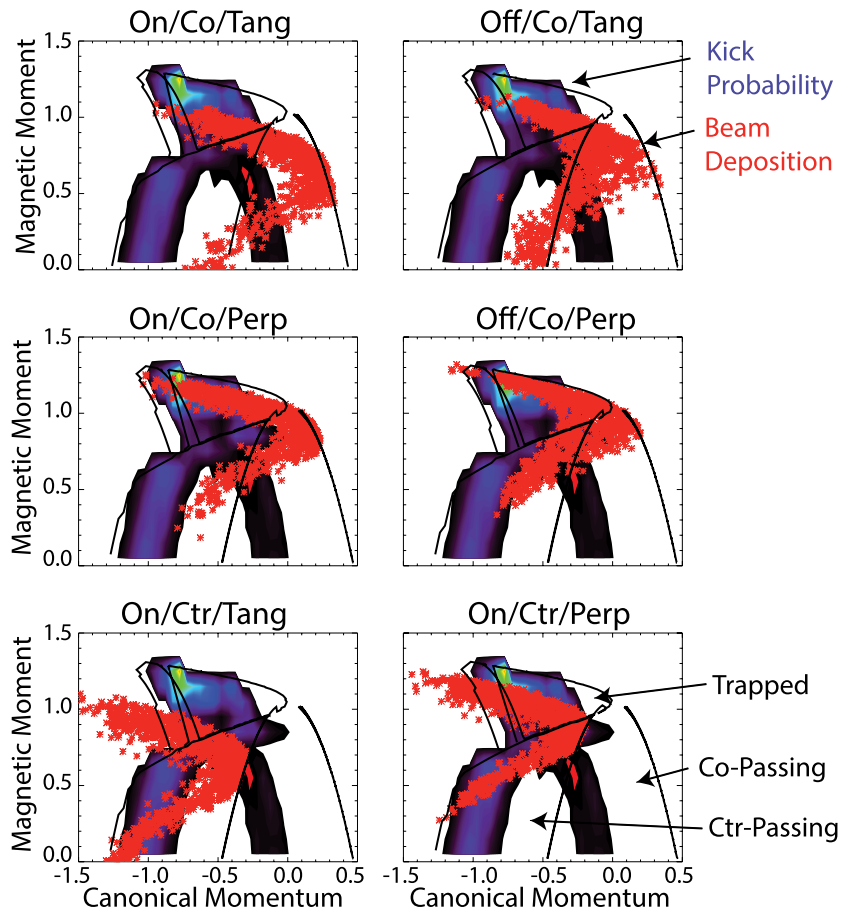 On/Co/Tang
Off/Co/Tang
1.5
1.0
0.5
0.0
Magnetic Moment
Kick
Probability
Beam
Deposition
On/Co/Perp
Off/Co/Perp
1.5
1.0
0.5
0.0
Magnetic Moment
On/Ctr/Tang
On/Ctr/Perp
1.5
1.0
0.5
0.0
Magnetic Moment
Trapped
Co-Passing
Ctr-Passing
-1.5 -1.0 -0.5 0.0 0.5
-1.5 -1.0 -0.5 0.0 0.5
Canonical Momentum
Canonical Momentum